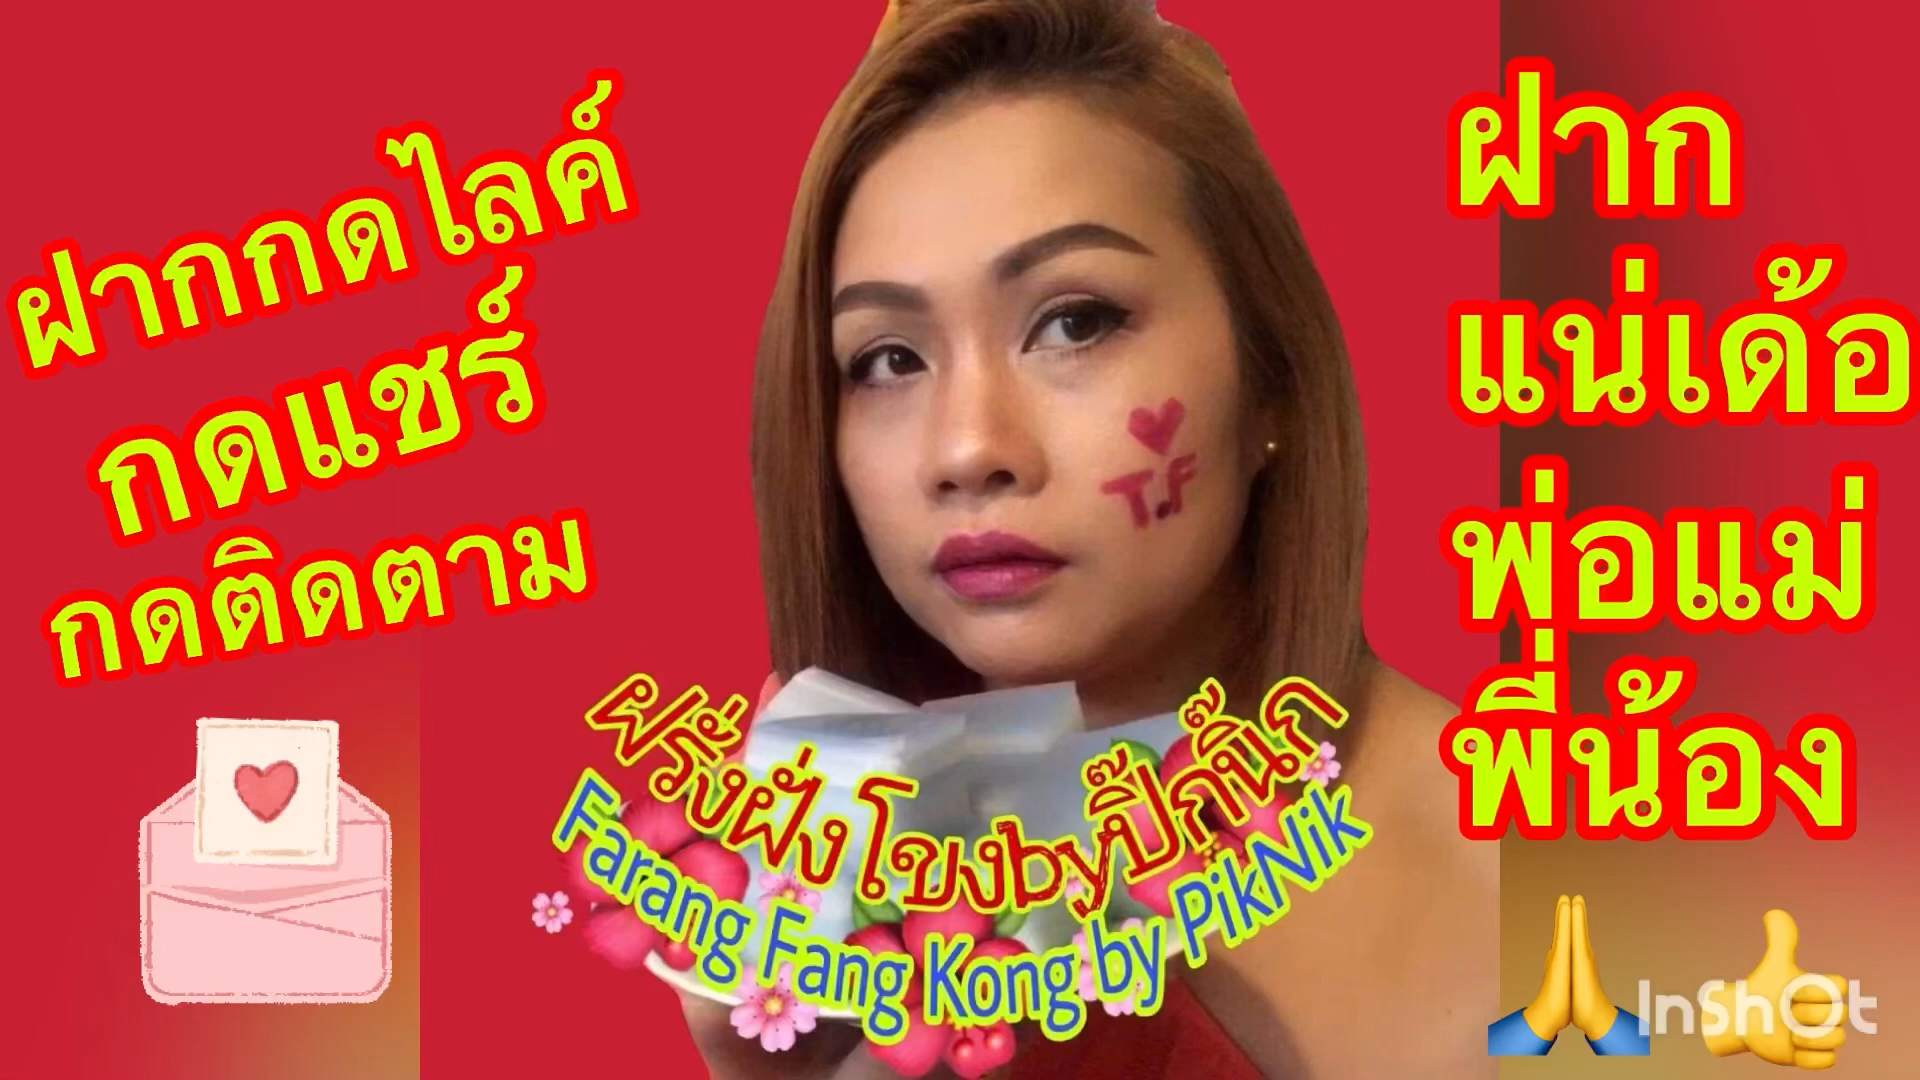 ฝากกดไลค์
กดแชร์
กดติดตาม
ฝาก
แน่เด้อ
พ่อแม่
พี่น้อง
T.F
ฝรั่งฝั่งโขงbyปิ๊กนิ๊ก
Farang Fang Kong by PikNik
InShOt